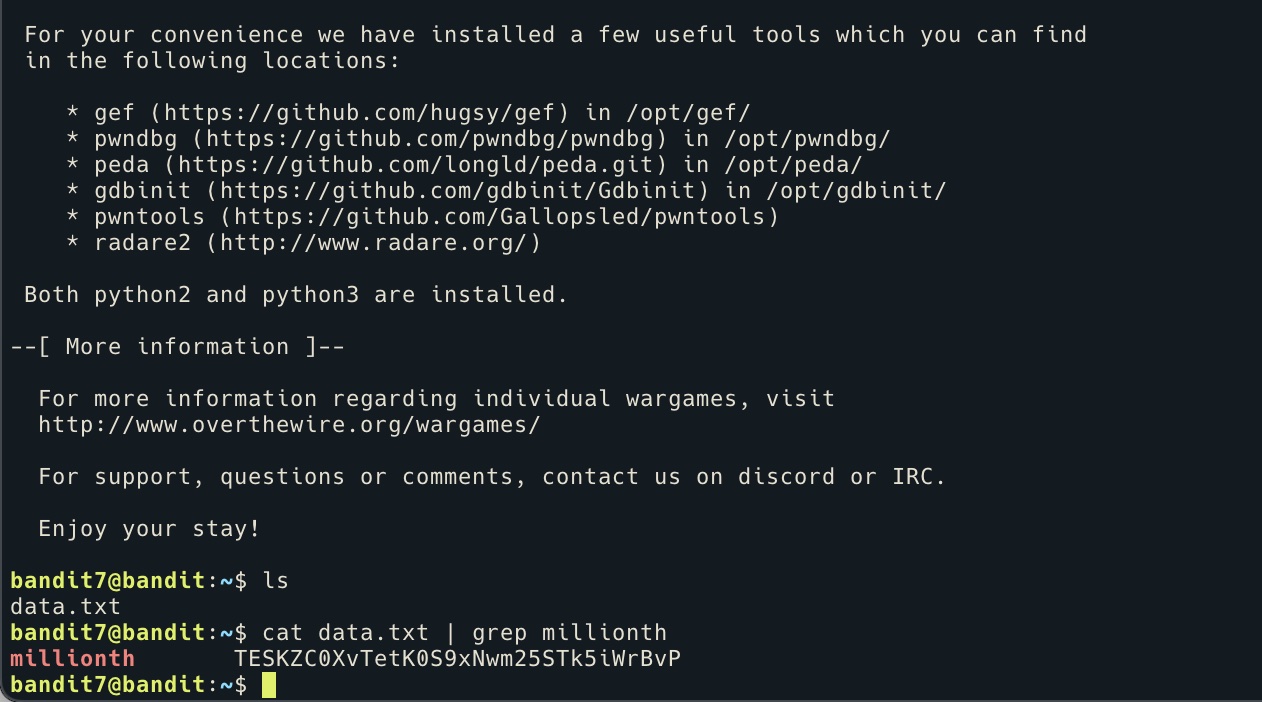 For your convenience we have installed a few useful tools which you can find
in the following locations:
* gef (https://github.com/hugsy/gef) in /opt/gef/
* pwndbg (https://github.com/pwndbg/pwndbg) in /opt/pwndbg/
* peda (https://github.com/longld/peda.git) in /opt/peda/
* gdbinit (https://github.com/gdbinit/Gdbinit) in /opt/gdbinit/
* pwntools (https://github.com/Gallopsled/pwntools)
* radare2 (http://www.radare.org/)
Both python2 and python3 are installed.
--[ More information ]--
For more information regarding individual wargames, visit
http://www.overthewire.org/wargames/
For support, questions or comments, contact us on discord or IRC.
Enjoy your stay!
bandit7@bandit:~$ ls
data.txt
bandit7@bandit:~$ cat data.txt | grep millionth
millionth TESKZC0XvTetK0S9xNwm25STk5iWrBvP
bandit7@bandit:~$